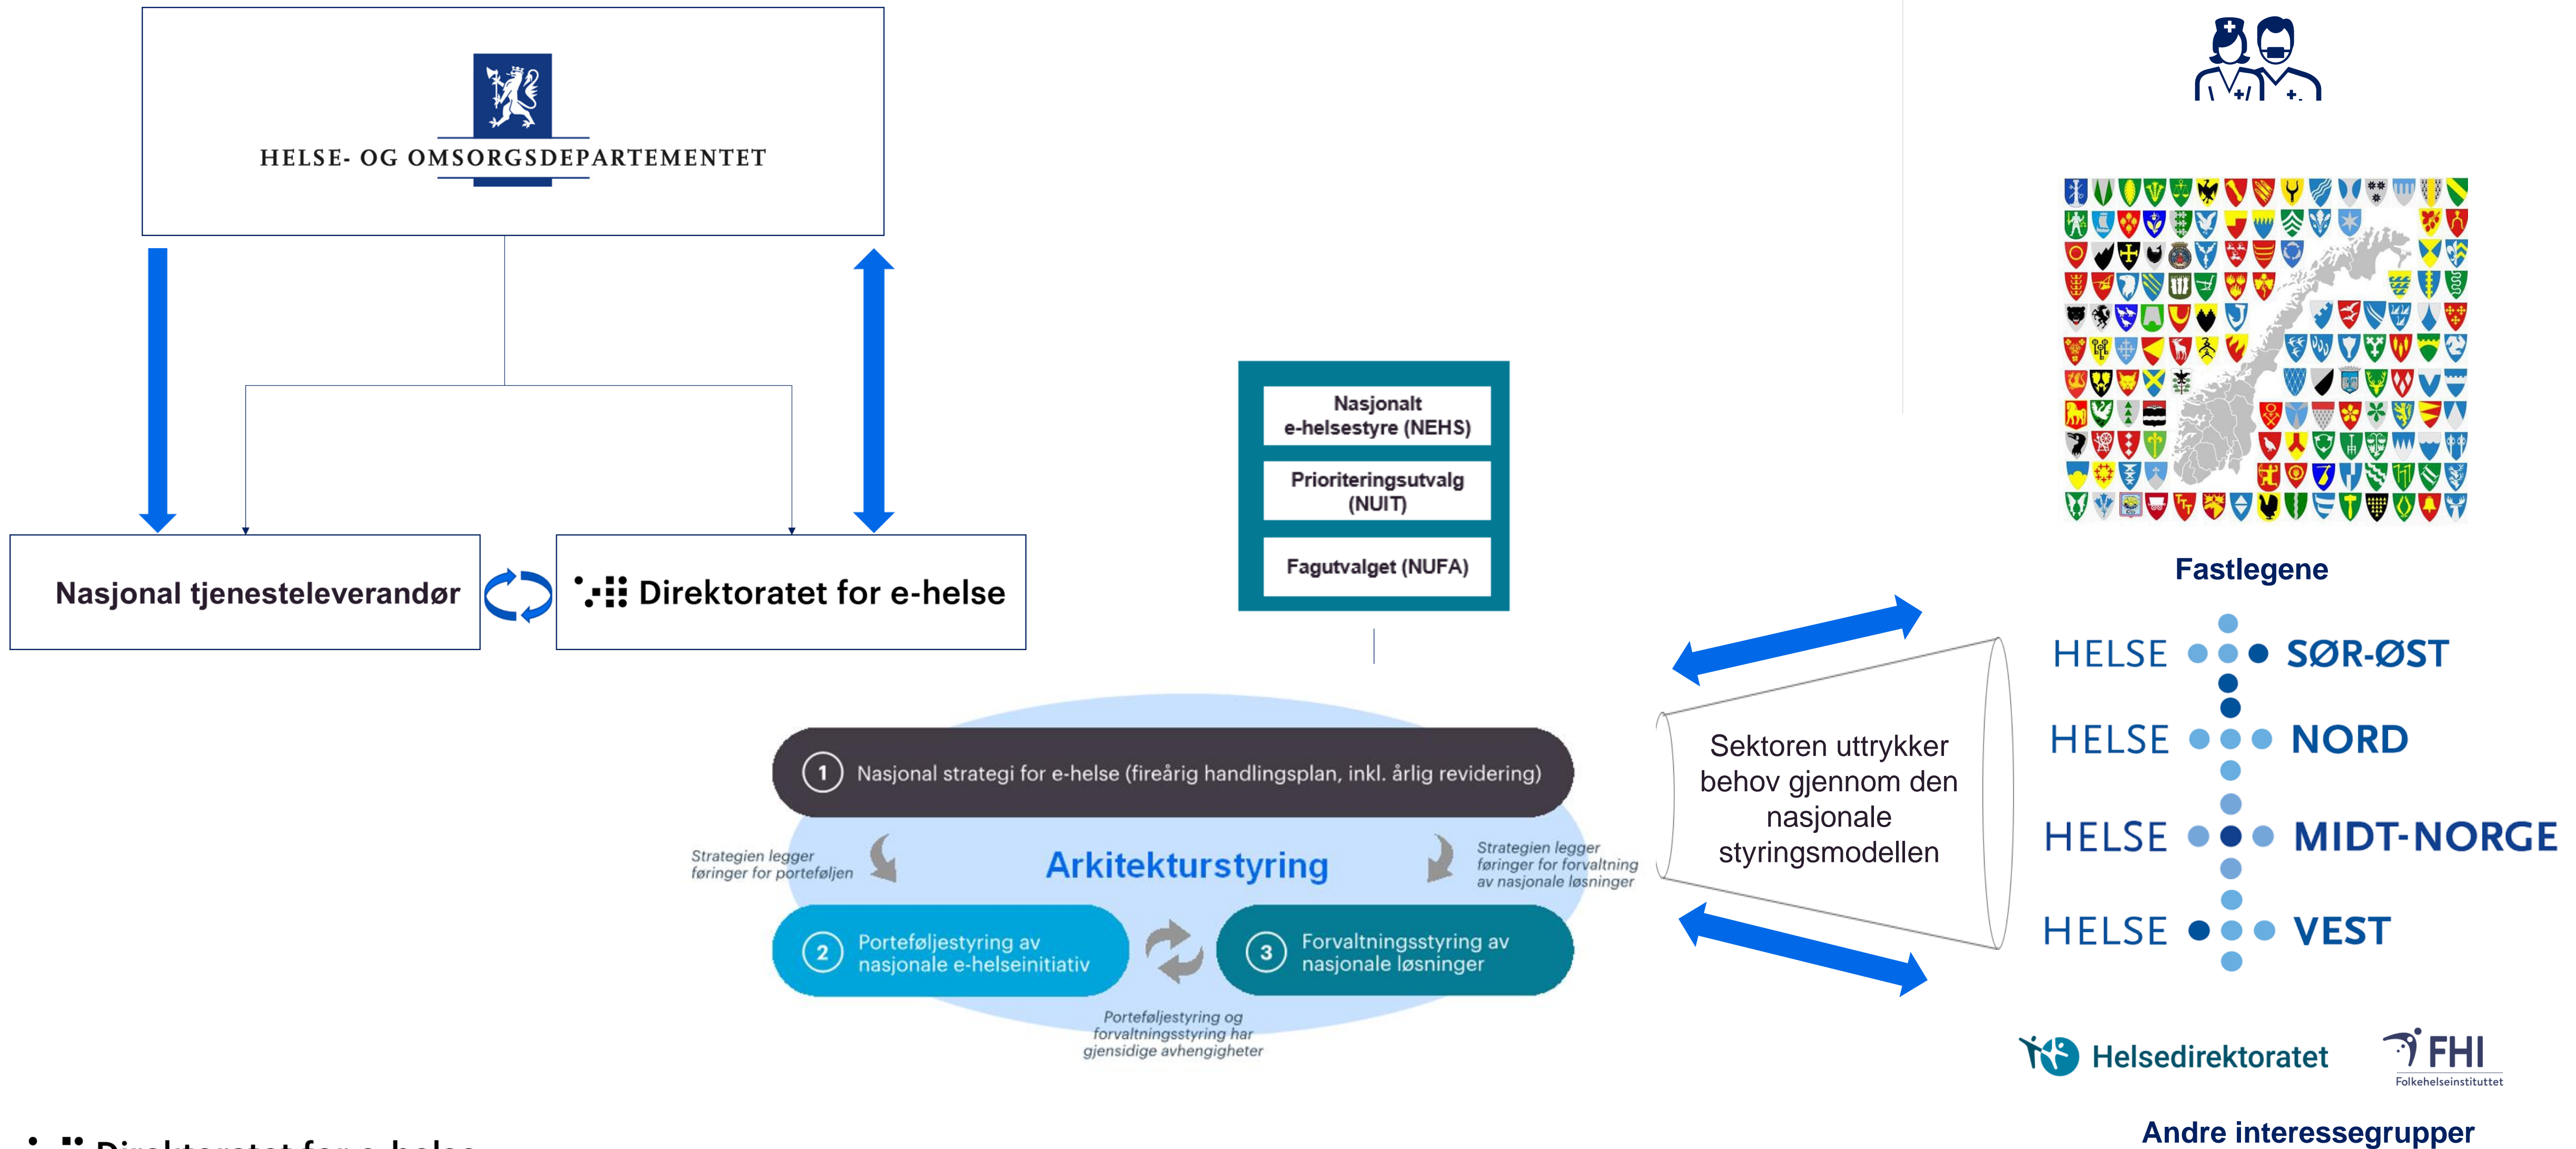 HELSE- OG OMSORGSDEPARTEMENTET
Nasjonal tjenesteleverandør
Direktoratet for e-helse
Nasjonalt
e-helsestyre (NEHS)
Prioriteringsutvalg
(NUIT)
Fagutvalget (NUFA)
1 Nasjonal strategi for e-helse (fireårig handlingsplan, inkl. årlig revidering)
Strategien legger
føringer for porteføljen
Arkitekturstyring
Strategien legger
føringer for forvaltning
av nasjonale løsninger
2 Porteføljestyring av
nasjonale e-helseinitiativ
3 Forvaltningsstyring av
nasjonale løsninger
Porteføljestyring og
forvaltningsstyring har
gjensidige avhengigheter
Sektoren uttrykker
behov gjennom den
nasjonale
styringsmodellen
Fastlegene
HELSE SØR-ØST
HELSE NORD
HELSE MIDT-NORGE
HELSE VEST
Helsedirektoratet
FHI
Folkehelseinstituttet
Andre interessegrupper
Direktoratet for e-helse